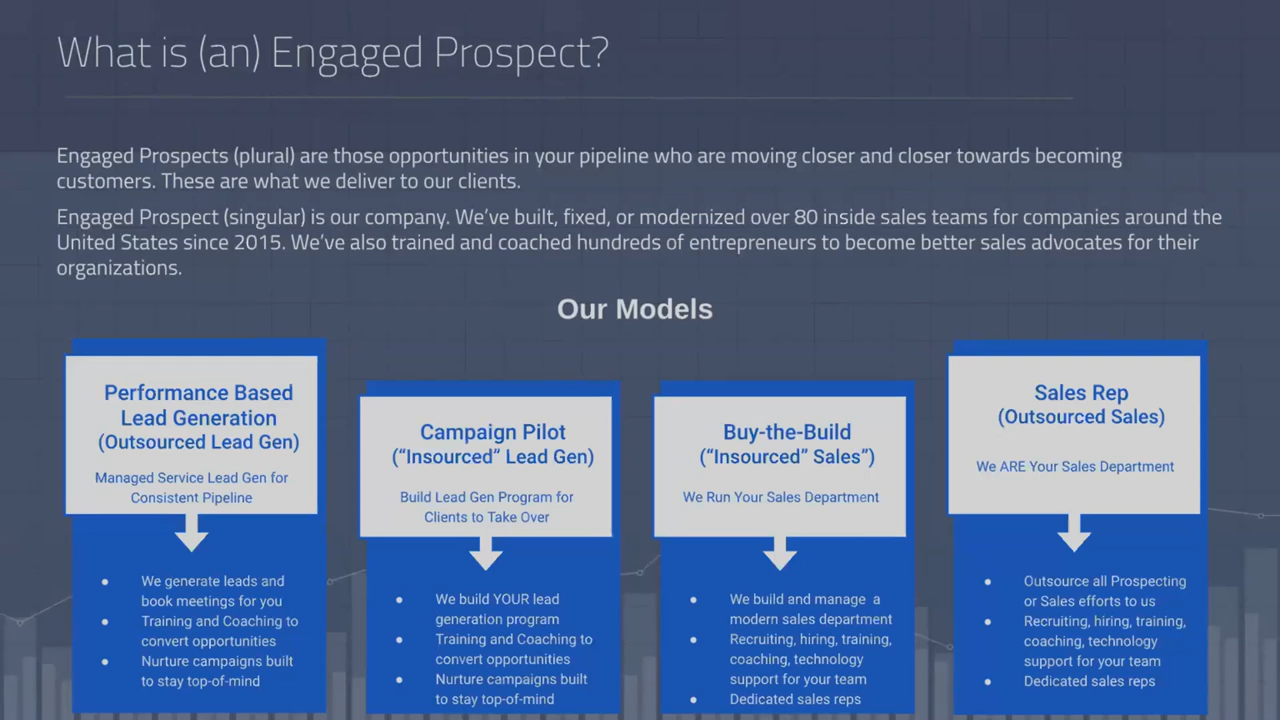 What is (an) Engaged Prospect?
Engaged Prospects (plural) are those opportunities in your pipeline who are moving closer and closer towards becoming
customers. These are what we deliver to our clients.
Engaged Prospect (singular) is our company. We've built, fixed, or modernized over 80 inside sales teams for companies around the
United States since 2015. We've also trained and coached hundreds of entrepreneurs to become better sales advocates for their
organizations.
Our Models
Performance Based
Lead Generation
(Outsourced Lead Gen)
Managed Service Lead Gen for
Consistent Pipeline
• We generate leads and
book meetings for you
• Training and Coaching to
convert opportunities
• Nurture campaigns built
to stay top-of-mind
Campaign Pilot
(“Insourced” Lead Gen)
Build Lead Gen Program for
Clients to Take Over
• We build YOUR lead
generation program
• Training and Coaching to
convert opportunities
• Nurture campaigns built
to stay top-of-mind
Buy-the-Build
(“Insourced” Sales”)
We Run Your Sales Department
• We build and manage a
modern sales department
• Recruiting, hiring, training,
coaching, technology
support for your team
• Dedicated sales reps
Sales Rep
(Outsourced Sales)
We ARE Your Sales Department
• Outsource all Prospecting
or Sales efforts to us
• Recruiting, hiring, training,
coaching, technology
support for your team
• Dedicated sales reps